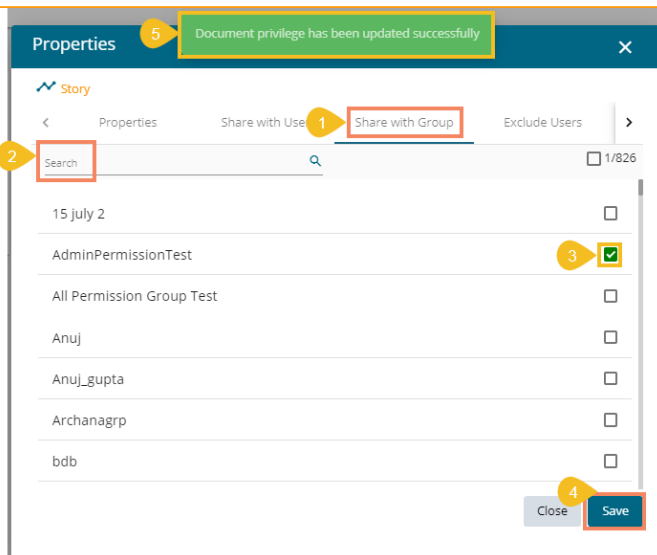 5 Document privilege has been updated successfully
Properties
Story
Properties Share with Use 1 Share with Group Exclude Users
2 Search 1/826
15 july 2
AdminPermissionTest 3
All Permission Group Test
Anuj
Anuj_gupta
Archanagrp
bdb
4
Close Save